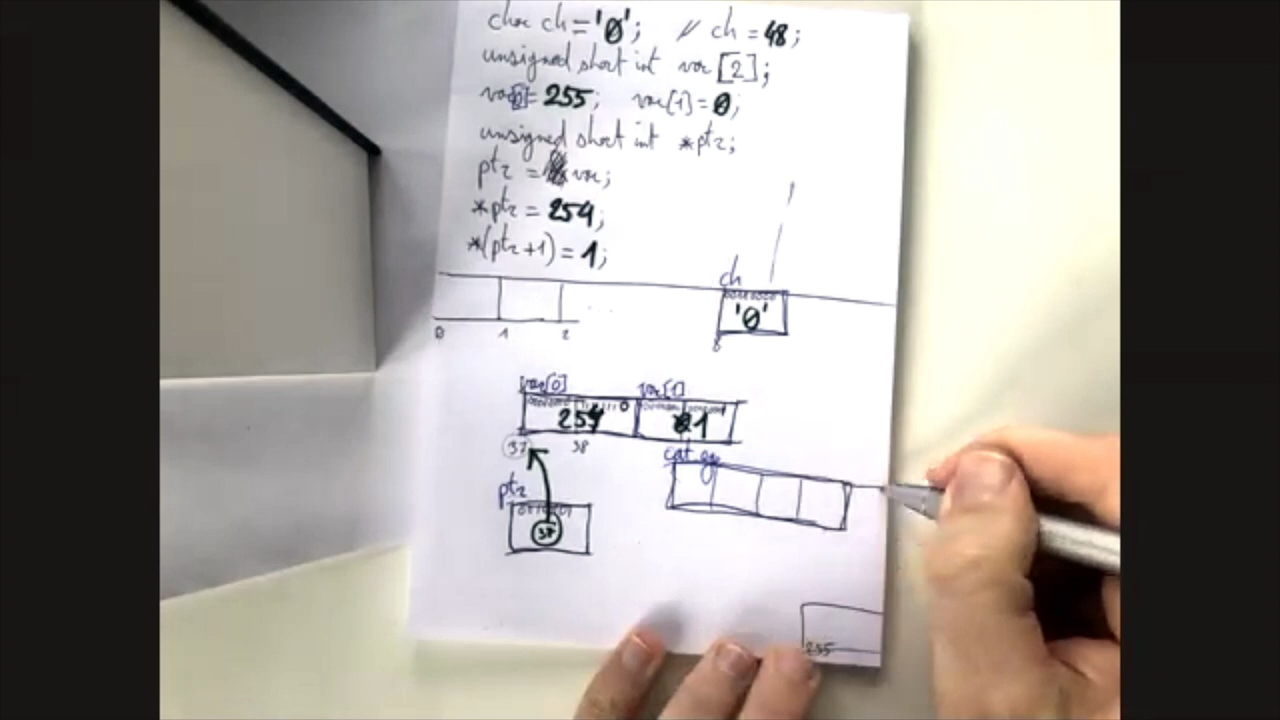 char ch = '0'; // ch = 48;
unsigned short int var[2];
var[0] = 255; var[1] = 0;
unsigned short int *ptr;
ptr = var;
*ptr = 254;
*(ptr+1) = 1;
ch
'0'
0 1 2 8
var[0] var[1]
254 1
37 38
ptr
37
255